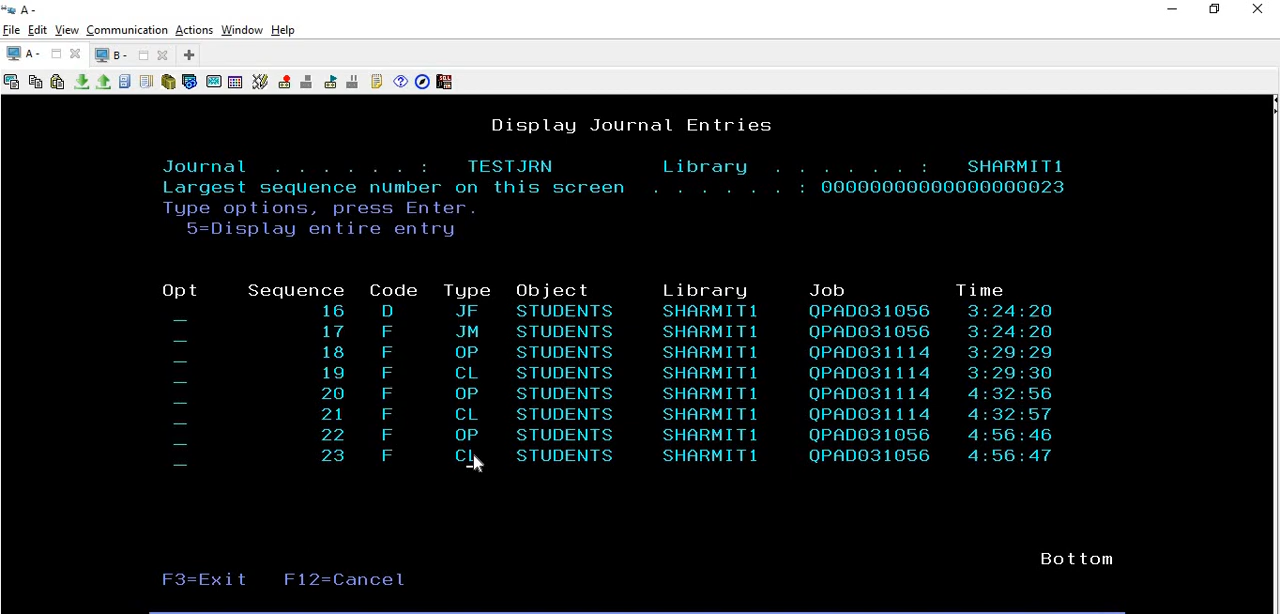 A -
File Edit View Communication Actions Window Help
A - B -
Display Journal Entries
Journal . . . . . . : TESTJRN Library . . . . . . : SHARMIT1
Largest sequence number on this screen . . . . . . : 00000000000000000023
Type options, press Enter.
5=Display entire entry
Opt Sequence Code Type Object Library Job Time
_ 16 D JF STUDENTS SHARMIT1 QPAD031056 3:24:20
_ 17 F JM STUDENTS SHARMIT1 QPAD031056 3:24:20
_ 18 F OP STUDENTS SHARMIT1 QPAD031114 3:29:29
_ 19 F CL STUDENTS SHARMIT1 QPAD031114 3:29:30
_ 20 F OP STUDENTS SHARMIT1 QPAD031114 4:32:56
_ 21 F CL STUDENTS SHARMIT1 QPAD031114 4:32:57
_ 22 F OP STUDENTS SHARMIT1 QPAD031056 4:56:46
_ 23 F CL STUDENTS SHARMIT1 QPAD031056 4:56:47
Bottom
F3=Exit F12=Cancel